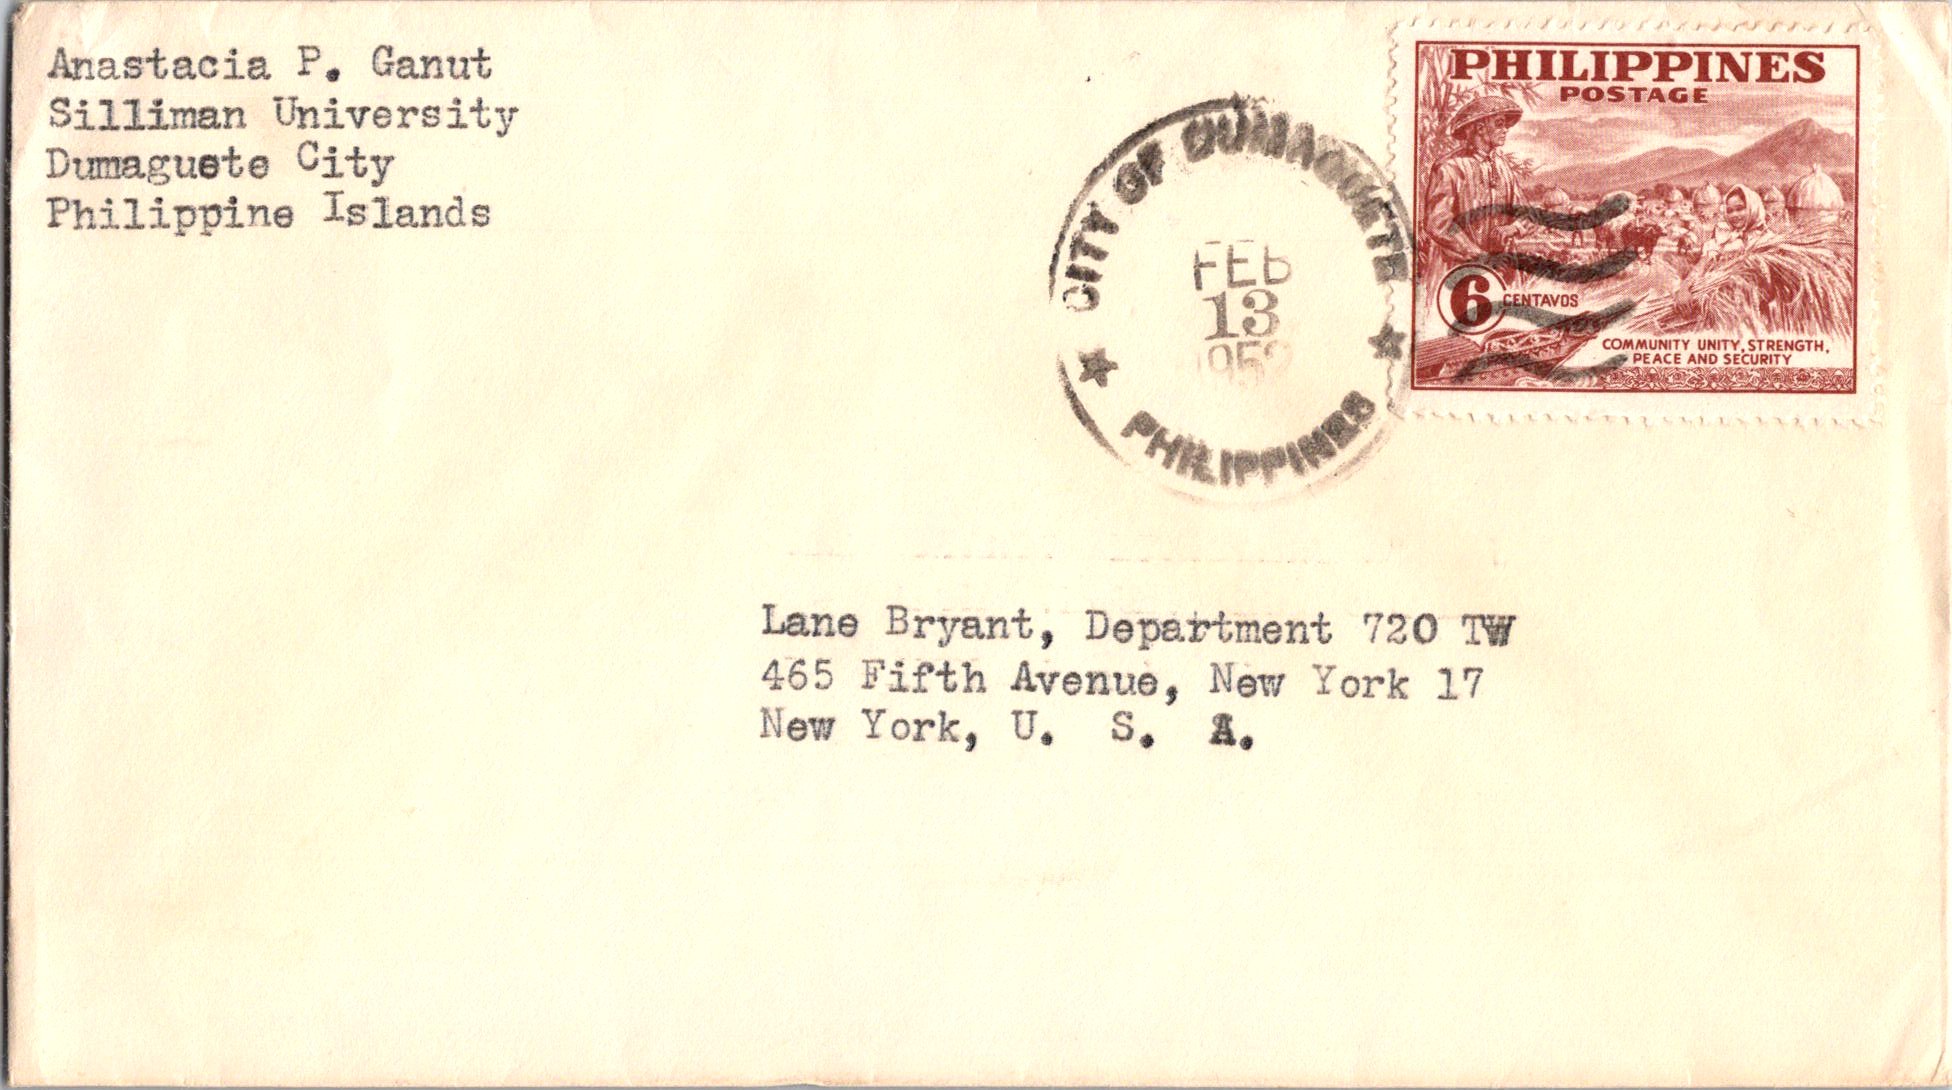 Anastacia P. Ganut
Silliman University
Dumaguete City
Philippine Islands
CITY OF DUMAGUETE
FEB
13
PHILIPPINES
PHILIPPINES
POSTAGE
6 CENTAVOS
COMMUNITY UNITY, STRENGTH,
PEACE AND SECURITY
Lane Bryant, Department 720 TW
465 Fifth Avenue, New York 17
New York, U. S. A.